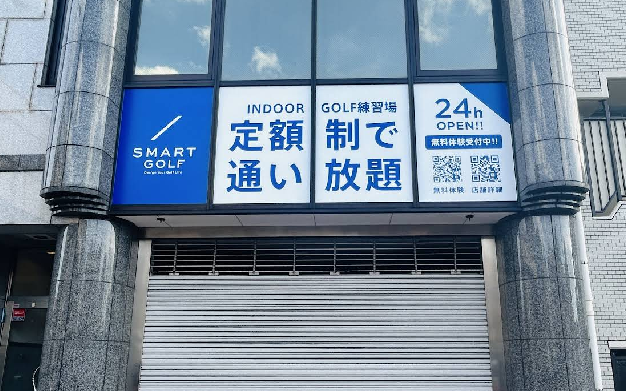 SMART
GOLF
INDOOR GOLF練習場
定額制で
通い放題
24h
OPEN!!
無料体験受付中!!
無料体験 店舗詳細